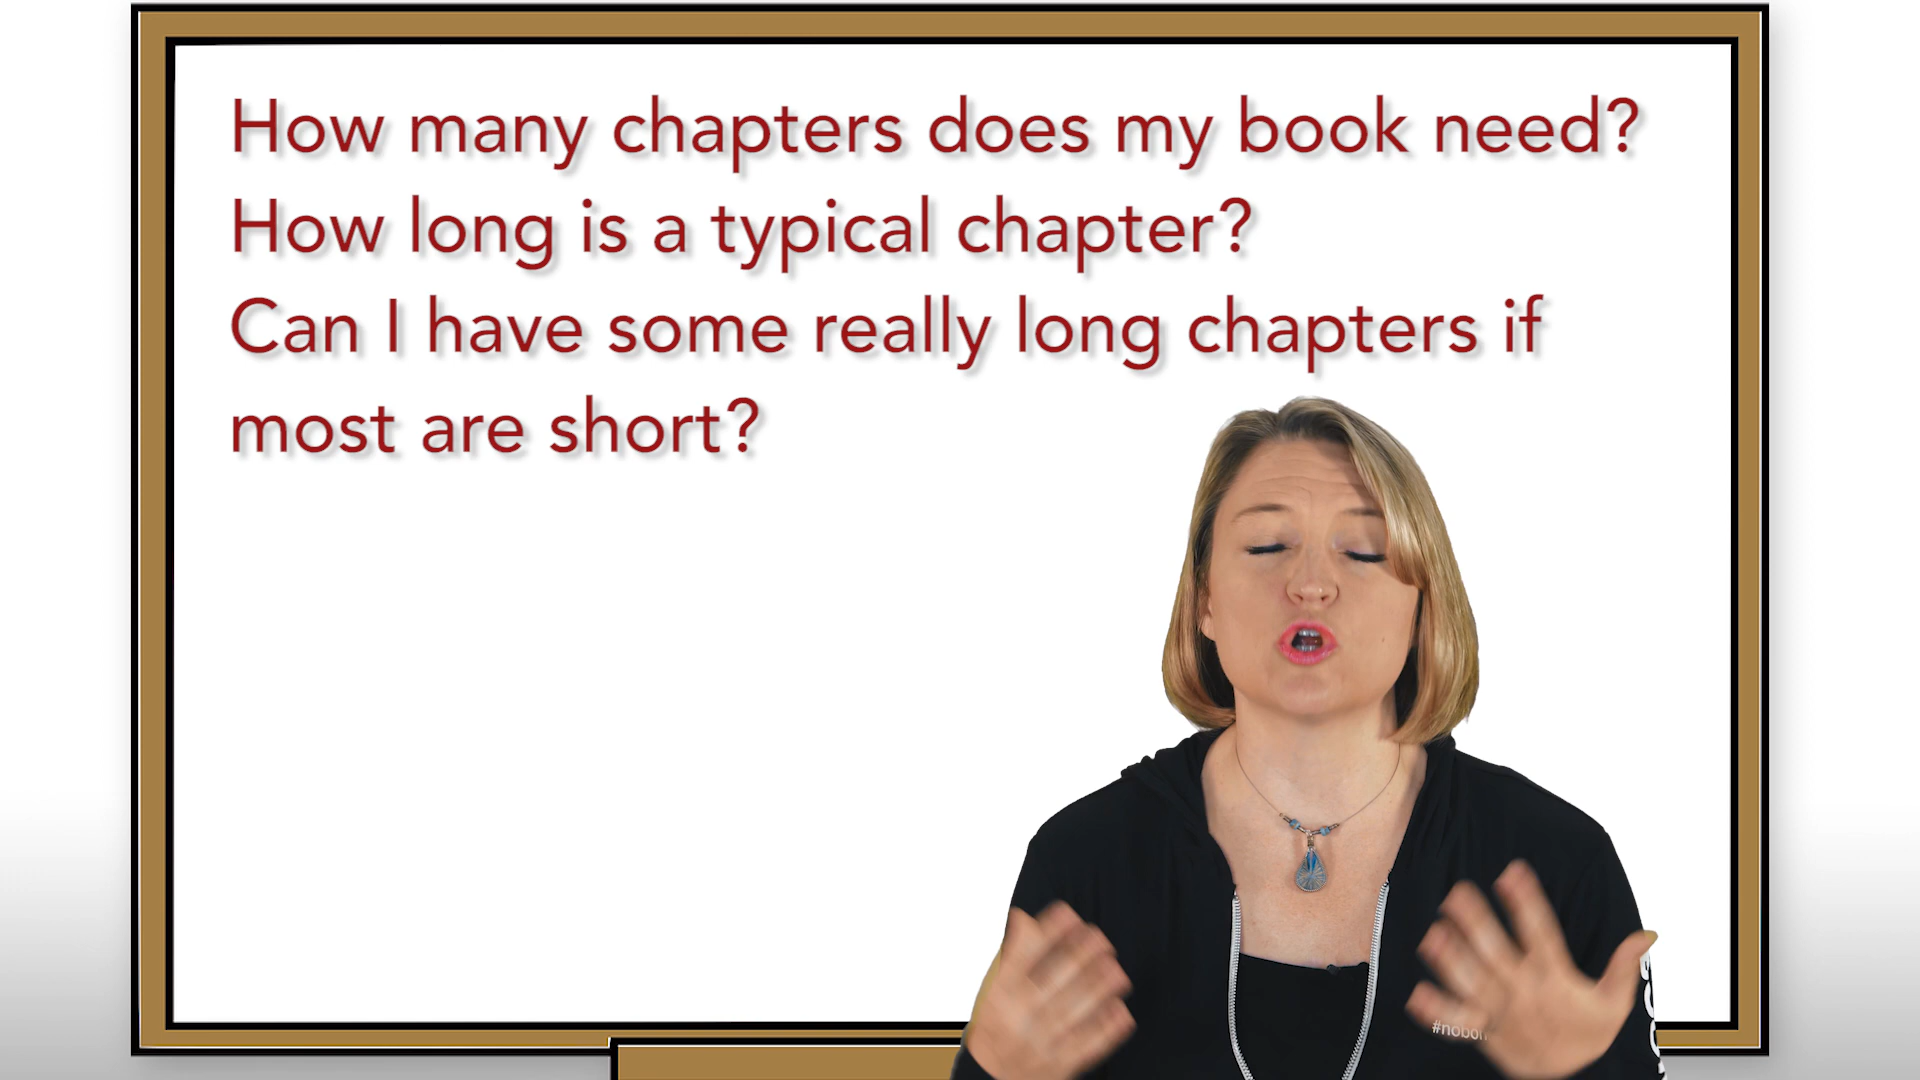 How many chapters does my book need?
How long is a typical chapter?
Can I have some really long chapters if
most are short?